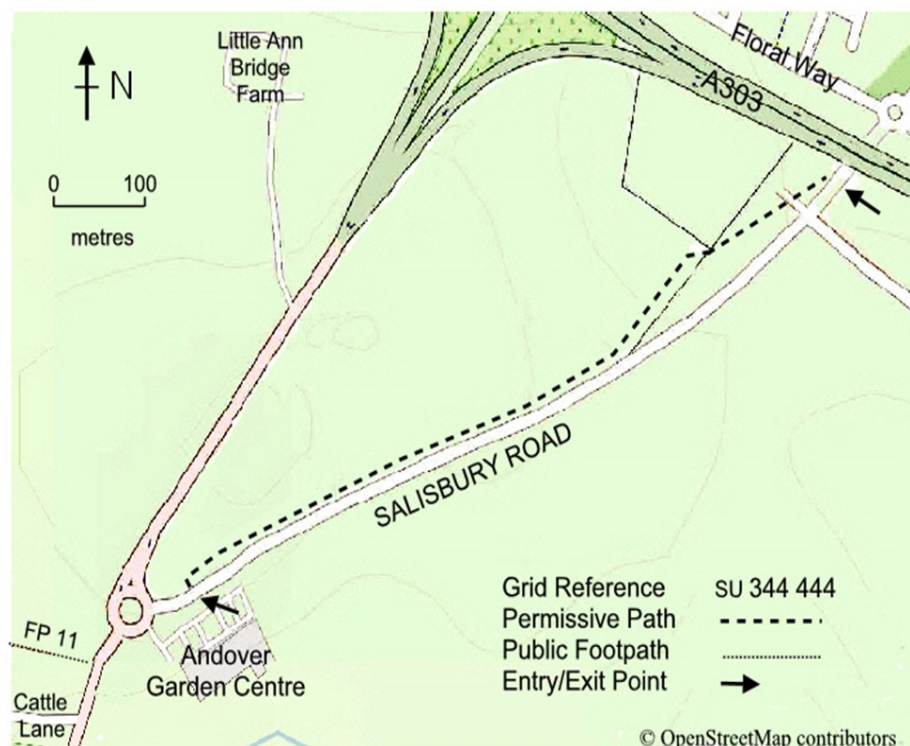 Little Ann
Bridge
Farm
N
0 100
metres
Floral Way
A303
SALISBURY ROAD
FP 11
Cattle
Lane
Andover
Garden Centre
Grid Reference SU 344 444
Permissive Path
Public Footpath
Entry/Exit Point
© OpenStreetMap contributors